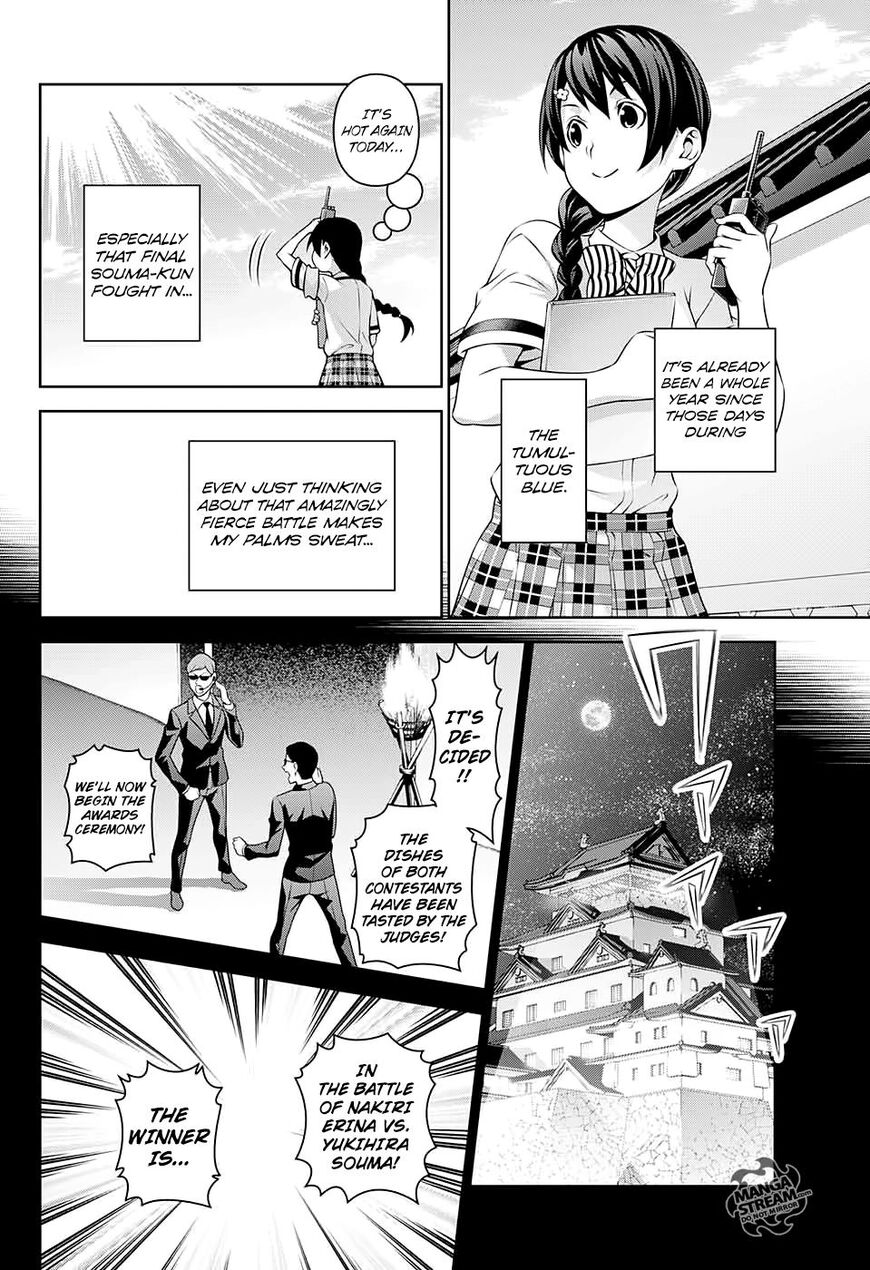 IT'S ALREADY
BEEN A WHOLE
YEAR SINCE
THOSE DAYS
DURING
THE
TUMUL-
TUOUS
BLUE.
IT'S
HOT AGAIN
TODAY...
ESPECIALLY
THAT FINAL
SOUMA-KUN
FOUGHT IN...
EVEN JUST THINKING
ABOUT THAT AMAZINGLY
FIERCE BATTLE MAKES
MY PALMS SWEAT...
IT'S
DE-
CIDED
!!
THE
DISHES
OF BOTH
CONTESTANTS
HAVE BEEN
TASTED BY THE
JUDGES!
WE'LL NOW
BEGIN THE
AWARDS
CEREMONY!
IN
THE BATTLE
OF NAKIRI
ERINA VS.
YUKIHIRA
SOUMA!
THE
WINNER
IS...
MANGA
STREAM.com
DO NOT MIRROR